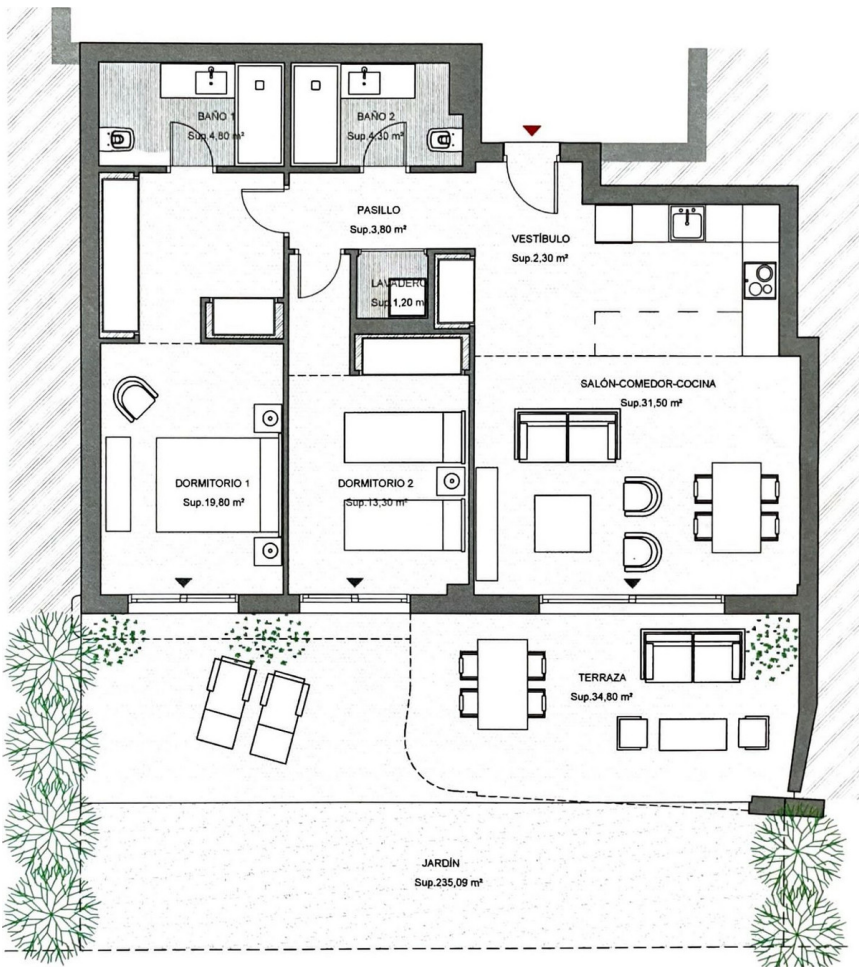 BAÑO 1
Sup.4,80 m²
BAÑO 2
Sup.4,30 m²
PASILLO
Sup.3,80 m²
VESTÍBULO
Sup.2,30 m²
LAVADERO
Sup.1,20 m
SALÓN-COMEDOR-COCINA
Sup.31,50 m²
DORMITORIO 1
Sup.19,80 m²
DORMITORIO 2
Sup.13,30 m²
TERRAZA
Sup.34,80 m²
JARDÍN
Sup.235,09 m²